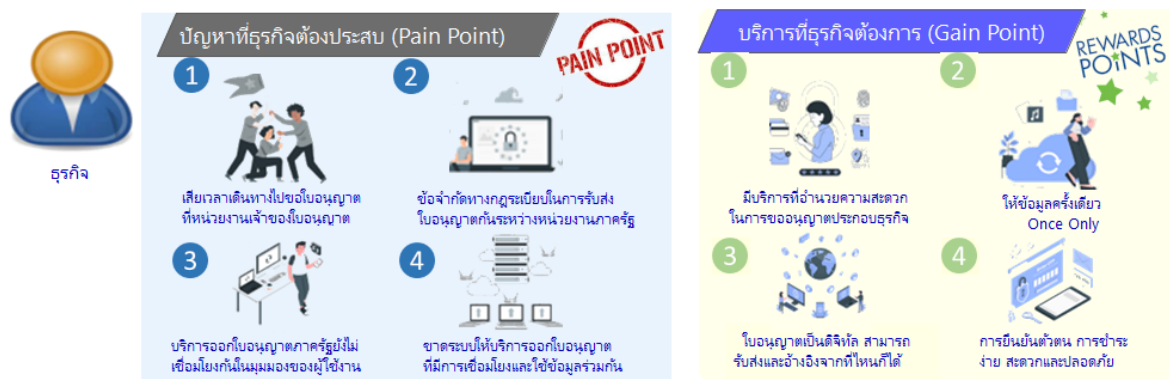 ธุรกิจ
ปัญหาที่ธุรกิจต้องประสบ (Pain Point)
PAIN POINT
1
เสียเวลาเดินทางไปขอใบอนุญาต
ที่หน่วยงานเจ้าของใบอนุญาต
2
ข้อจำกัดทางกฎระเบียบในการรับส่ง
ใบอนุญาตกันระหว่างหน่วยงานภาครัฐ
3
บริการออกใบอนุญาตภาครัฐยังไม่
เชื่อมโยงกันในมุมมองของผู้ใช้งาน
4
ขาดระบบให้บริการออกใบอนุญาต
ที่มีการเชื่อมโยงและใช้ข้อมูลร่วมกัน
บริการที่ธุรกิจต้องการ (Gain Point)
REWARDS
POINTS
1
มีบริการที่อำนวยความสะดวก
ในการขออนุญาตประกอบธุรกิจ
2
ให้ข้อมูลครั้งเดียว
Once Only
3
ใบอนุญาตเป็นดิจิทัล สามารถ
รับส่งและอ้างอิงจากที่ไหนก็ได้
4
การยืนยันตัวตน การชำระ
ง่าย สะดวกและปลอดภัย